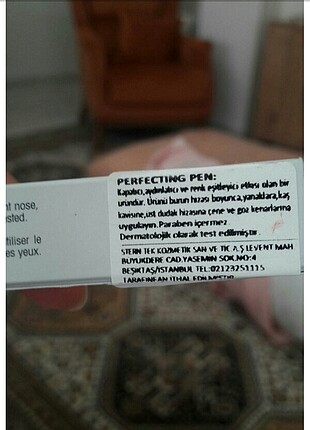 nt nose,
ested.
utiliser le
es yeux.
PERFECTING PEN:
Kapatıcı,aydınlatıcı ve renk eşitleyici etkisi olan bir
üründür. Ürünü burun hizası boyunca,yanaklara,kaş
kavisine,üst dudak hizasına çene ve göz kenarlarına
uygulayın. Paraben içermez
Dermatolojik olarak test edilmiştir.
STERN TEK KOZMETİK SAN VE TİC A.Ş LEVENT MAH
BÜYÜKDERE CAD.YASEMİN SOK.NO:4
BEŞİKTAŞ/İSTANBUL TEL:02123251115
TARAFINDAN İTHAL EDİLMİŞTİR